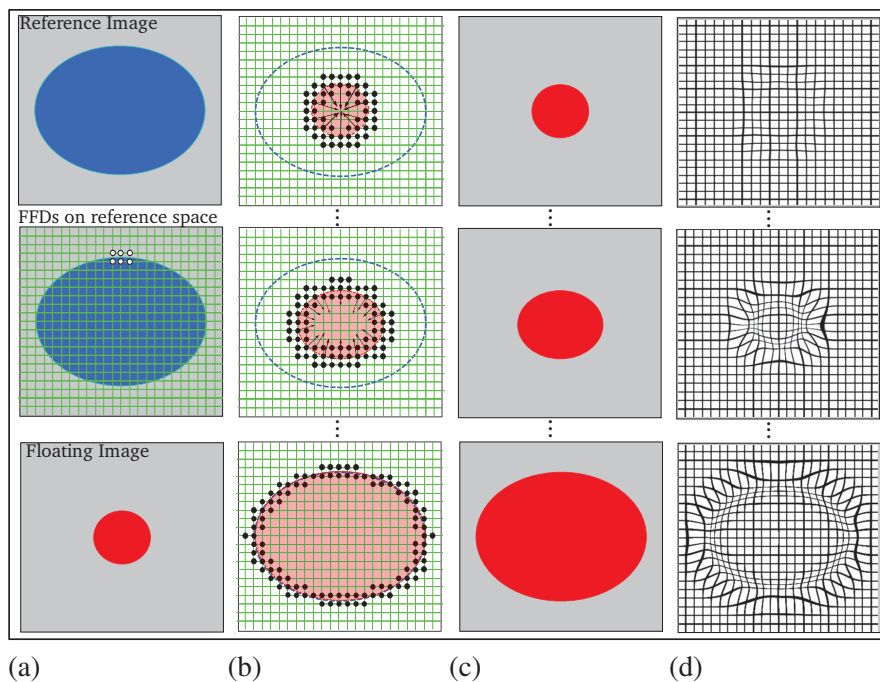 Reference Image
FFDs on reference space
Floating Image
(a) (b) (c) (d)